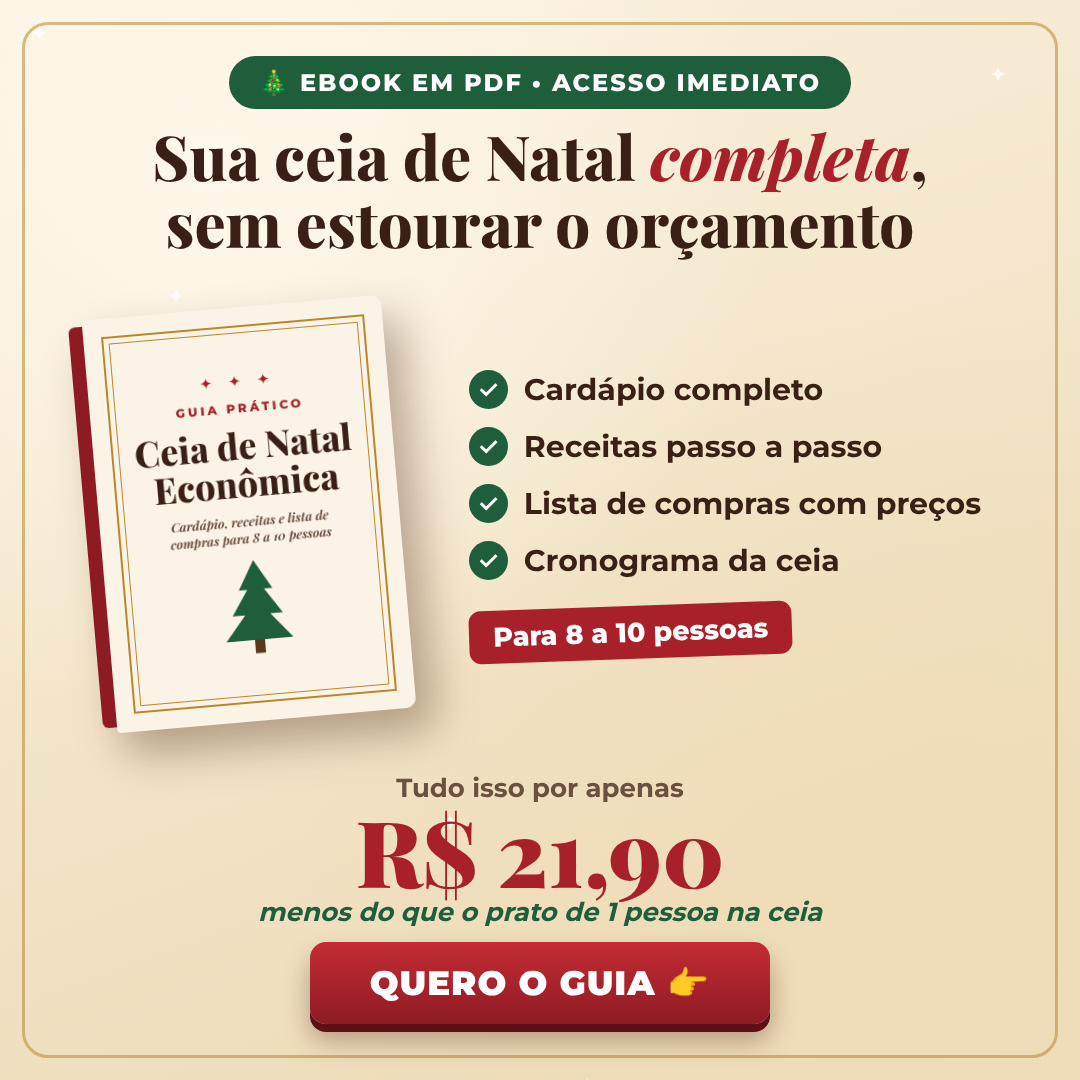 🎄 EBOOK EM PDF • ACESSO IMEDIATO
Sua ceia de Natal completa,
sem estourar o orçamento
GUIA PRÁTICO
Ceia de Natal
Econômica
Cardápio, receitas e lista de
compras para 8 a 10 pessoas
Cardápio completo
Receitas passo a passo
Lista de compras com preços
Cronograma da ceia
Para 8 a 10 pessoas
Tudo isso por apenas
R$ 21,90
menos do que o prato de 1 pessoa na ceia
QUERO O GUIA 👉